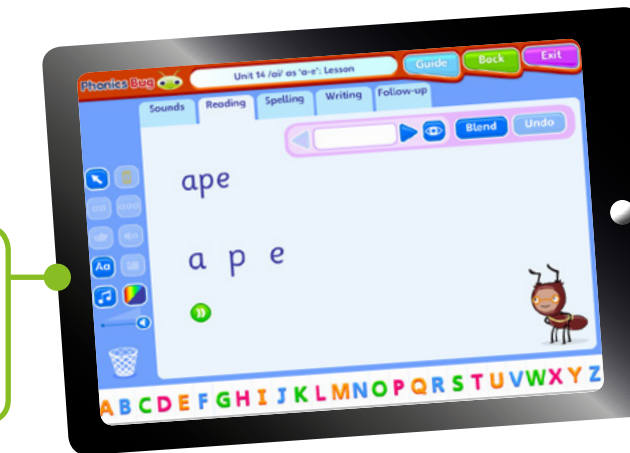 Phonics Bug
Unit 14 /ai/ as 'a-e': Lesson
Guide
Back
Exit
Sounds
Reading
Spelling
Writing
Follow-up
Blend
Undo
ape
a p e
Aa
A B C D E F G H I J K L M N O P Q R S T U V W X Y Z